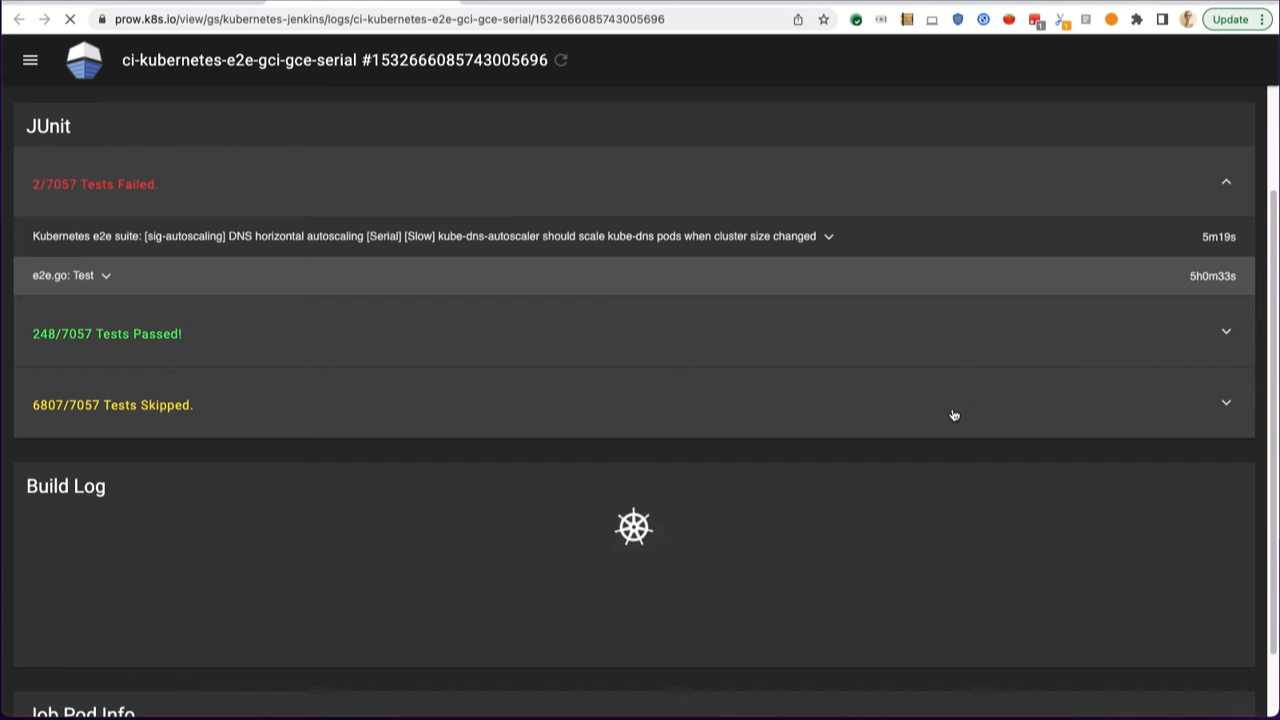 prow.k8s.io/view/gs/kubernetes-jenkins/logs/ci-kubernetes-e2e-gci-gce-serial/1532666085743005696
Update
ci-kubernetes-e2e-gci-gce-serial #1532666085743005696
JUnit
2/7057 Tests Failed.
Kubernetes e2e suite: [sig-autoscaling] DNS horizontal autoscaling [Serial] [Slow] kube-dns-autoscaler should scale kube-dns pods when cluster size changed 5m19s
e2e.go: Test 5h0m33s
248/7057 Tests Passed!
6807/7057 Tests Skipped.
Build Log
Job Pod Info